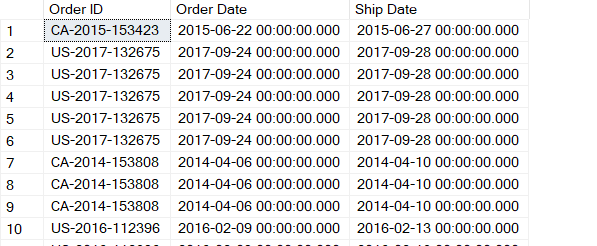 Order ID Order Date Ship Date
1 CA-2015-153423 2015-06-22 00:00:00.000 2015-06-27 00:00:00.000
2 US-2017-132675 2017-09-24 00:00:00.000 2017-09-28 00:00:00.000
3 US-2017-132675 2017-09-24 00:00:00.000 2017-09-28 00:00:00.000
4 US-2017-132675 2017-09-24 00:00:00.000 2017-09-28 00:00:00.000
5 US-2017-132675 2017-09-24 00:00:00.000 2017-09-28 00:00:00.000
6 US-2017-132675 2017-09-24 00:00:00.000 2017-09-28 00:00:00.000
7 CA-2014-153808 2014-04-06 00:00:00.000 2014-04-10 00:00:00.000
8 CA-2014-153808 2014-04-06 00:00:00.000 2014-04-10 00:00:00.000
9 CA-2014-153808 2014-04-06 00:00:00.000 2014-04-10 00:00:00.000
10 US-2016-112396 2016-02-09 00:00:00.000 2016-02-13 00:00:00.000